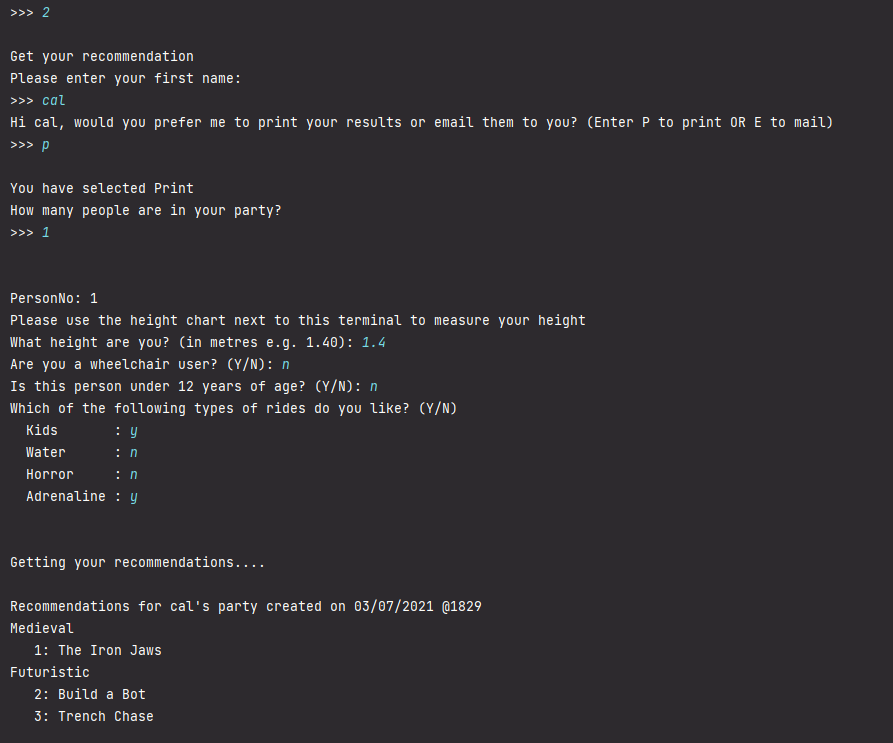 >>> 2
Get your recommendation
Please enter your first name:
>>> cal
Hi cal, would you prefer me to print your results or email them to you? (Enter P to print OR E to mail)
>>> p
You have selected Print
How many people are in your party?
>>> 1
PersonNo: 1
Please use the height chart next to this terminal to measure your height
What height are you? (in metres e.g. 1.40): 1.4
Are you a wheelchair user? (Y/N): n
Is this person under 12 years of age? (Y/N): n
Which of the following types of rides do you like? (Y/N)
  Kids       : y
  Water      : n
  Horror     : n
  Adrenaline : y
Getting your recommendations....
Recommendations for cal's party created on 03/07/2021 @1829
Medieval
   1: The Iron Jaws
Futuristic
   2: Build a Bot
   3: Trench Chase